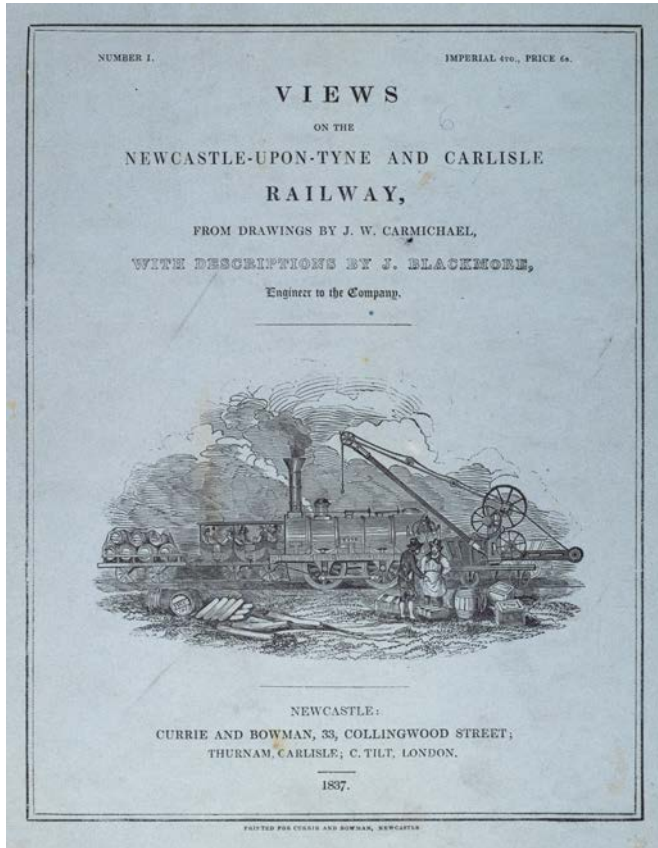 NUMBER I.
IMPERIAL 4TO., PRICE 6s.
VIEWS
ON THE
NEWCASTLE-UPON-TYNE AND CARLISLE
RAILWAY,
FROM DRAWINGS BY J. W. CARMICHAEL,
WITH DESCRIPTIONS BY J. BLACKMORE,
Engineer to the Company.
NEWCASTLE:
CURRIE AND BOWMAN, 33, COLLINGWOOD STREET;
THURNAM, CARLISLE; C. TILT, LONDON.
1837.
PRINTED FOR CURRIE AND BOWMAN, NEWCASTLE